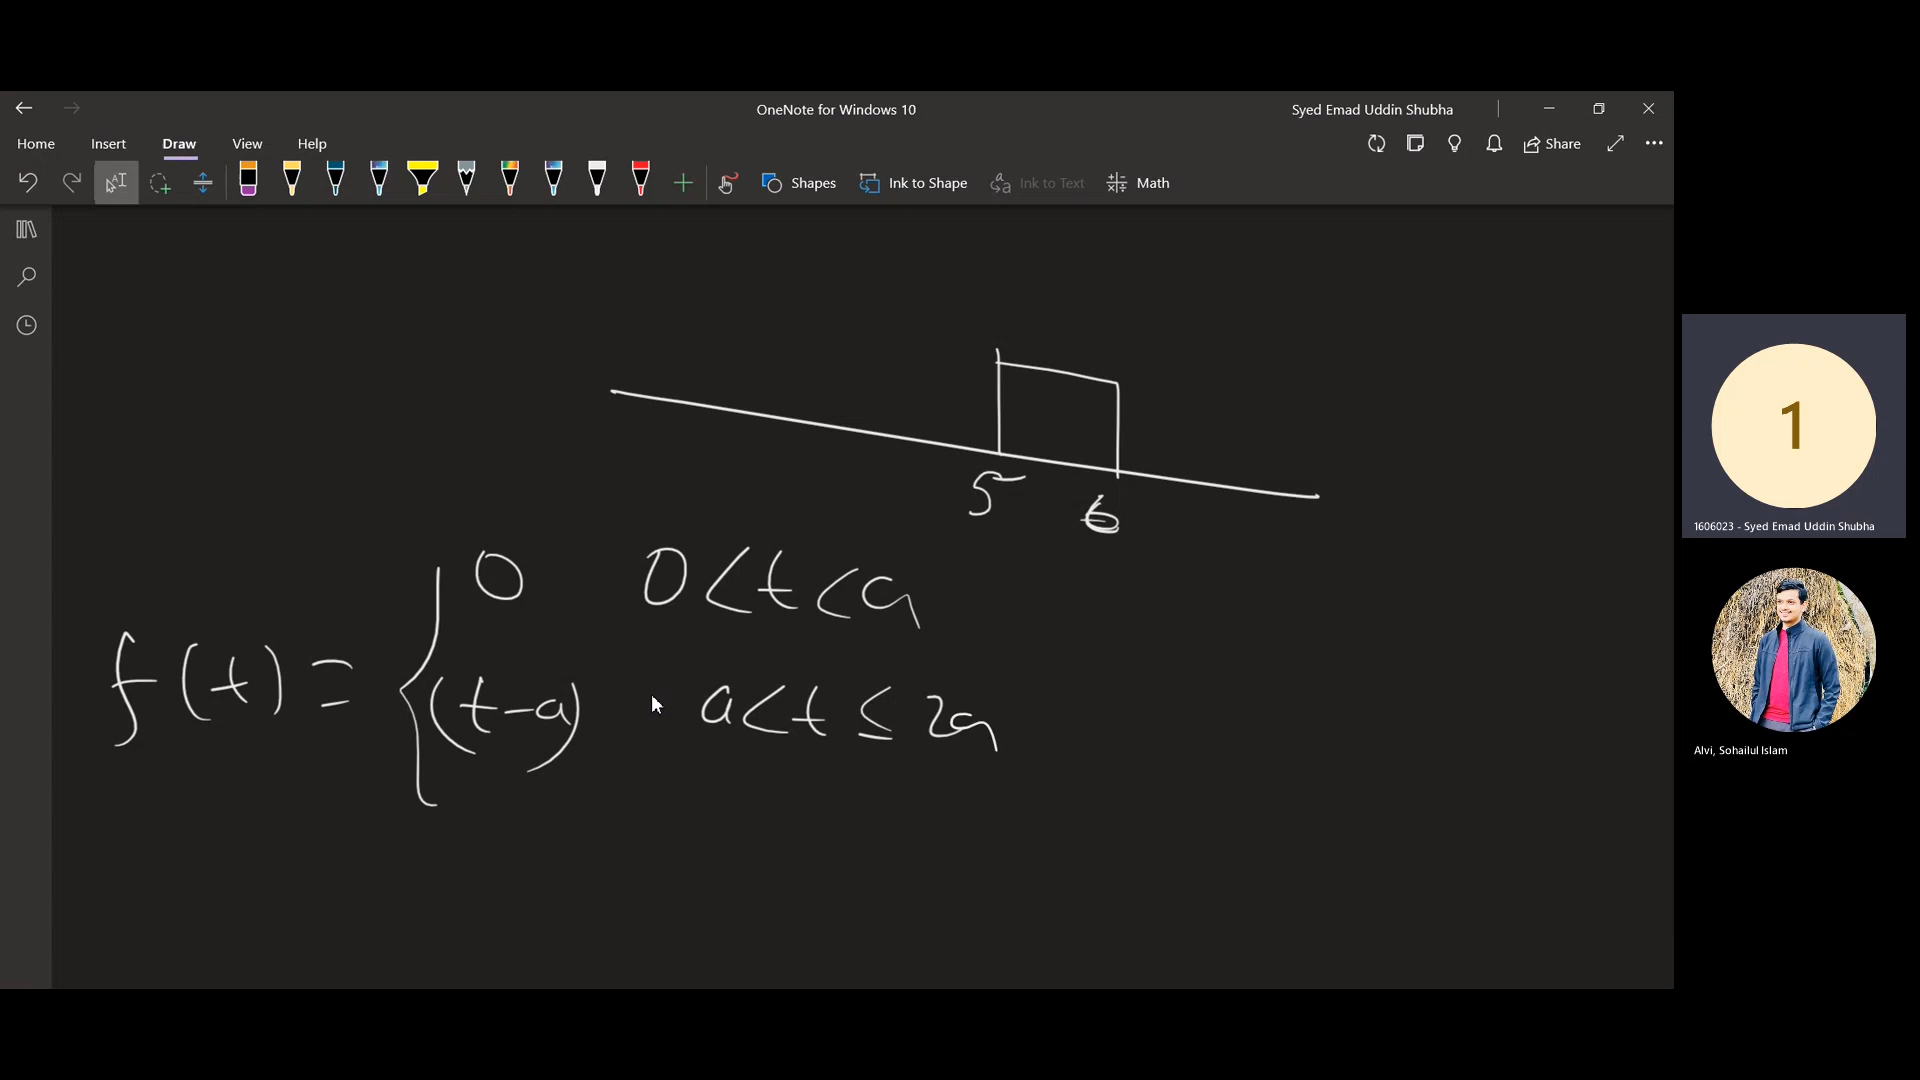 OneNote for Windows 10
Syed Emad Uddin Shubha
Home Insert Draw View Help
Share
Shapes Ink to Shape Ink to Text Math
5 6
0 0<t<a
f(t)= {
(t-a) a<t≤2a
1
1606023 - Syed Emad Uddin Shubha
Alvi, Sohailul Islam